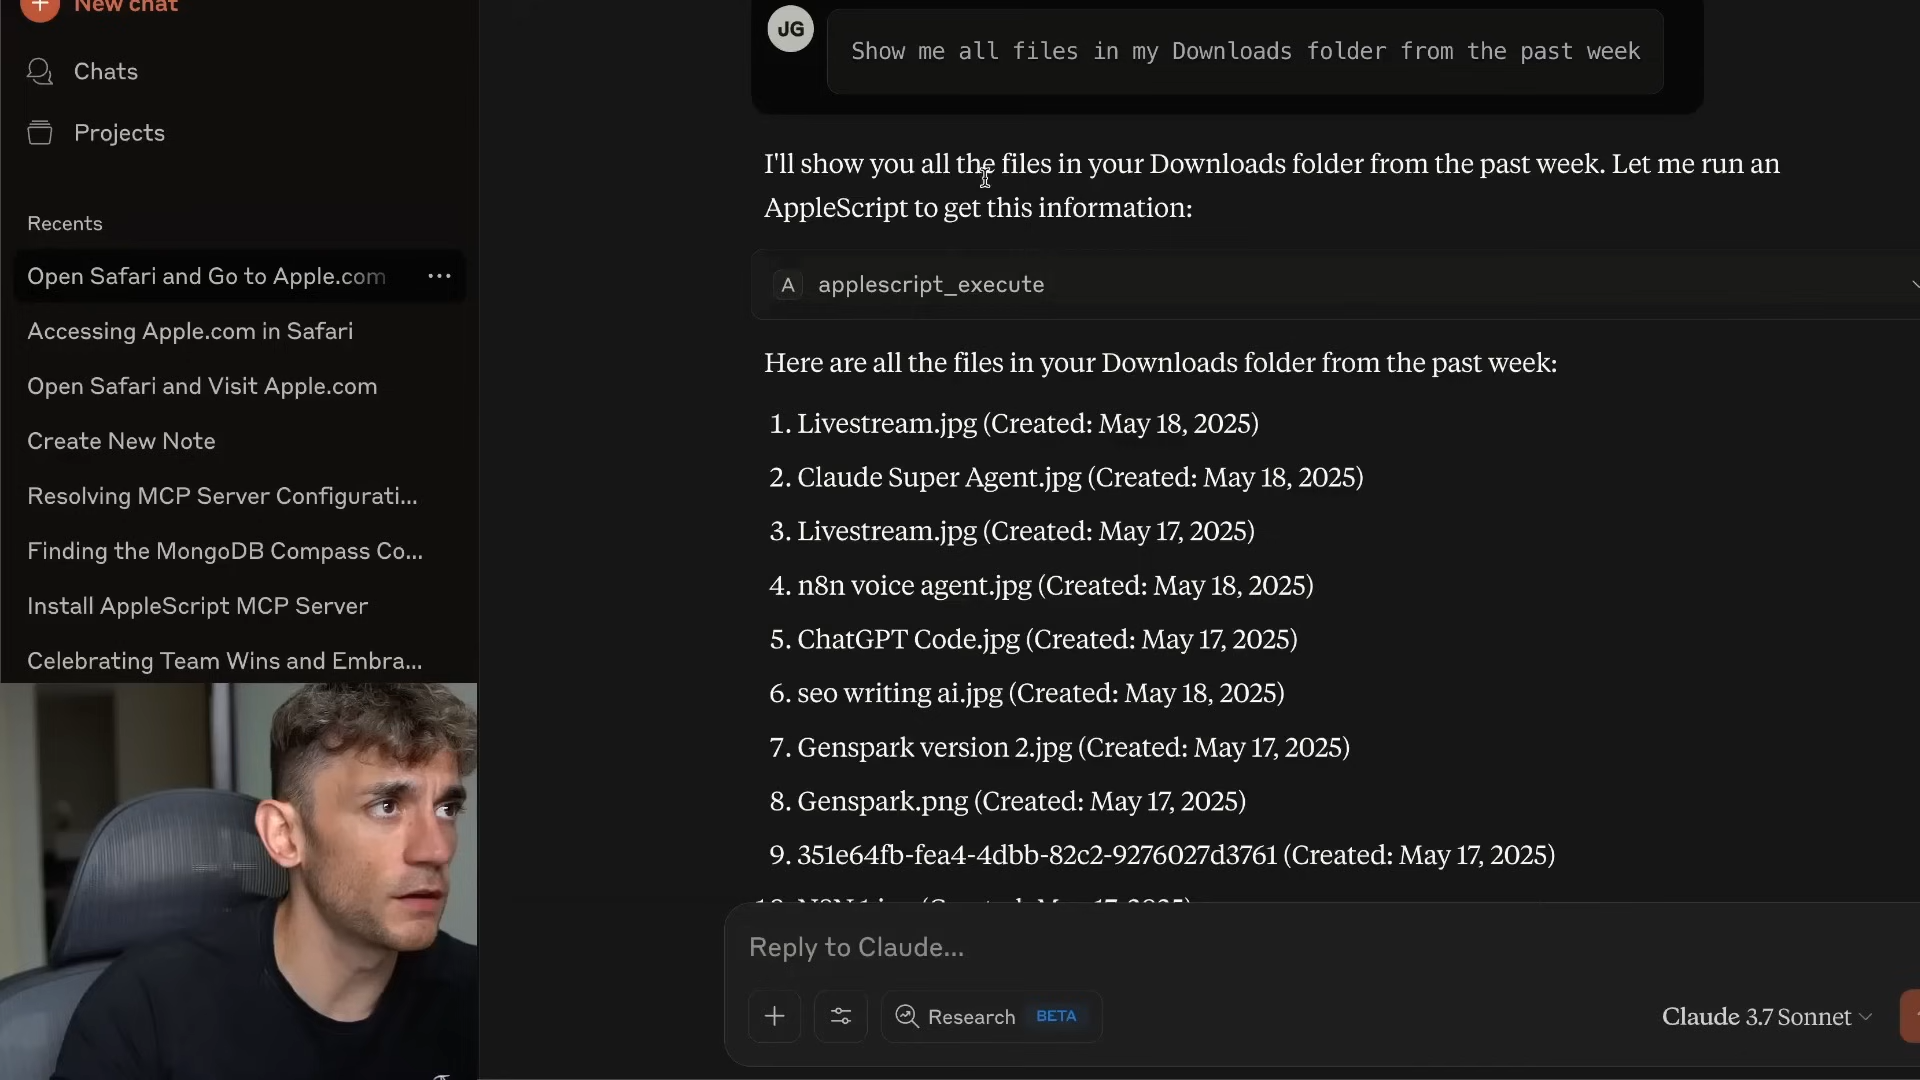 New chat
Chats
Projects
Recents
Open Safari and Go to Apple.com
Accessing Apple.com in Safari
Open Safari and Visit Apple.com
Create New Note
Resolving MCP Server Configurati...
Finding the MongoDB Compass Co...
Install AppleScript MCP Server
Celebrating Team Wins and Embra...
JG
Show me all files in my Downloads folder from the past week
I'll show you all the files in your Downloads folder from the past week. Let me run an
AppleScript to get this information:
A applescript_execute
Here are all the files in your Downloads folder from the past week:
1. Livestream.jpg (Created: May 18, 2025)
2. Claude Super Agent.jpg (Created: May 18, 2025)
3. Livestream.jpg (Created: May 17, 2025)
4. n8n voice agent.jpg (Created: May 18, 2025)
5. ChatGPT Code.jpg (Created: May 17, 2025)
6. seo writing ai.jpg (Created: May 18, 2025)
7. Genspark version 2.jpg (Created: May 17, 2025)
8. Genspark.png (Created: May 17, 2025)
9. 351e64fb-fea4-4dbb-82c2-9276027d3761 (Created: May 17, 2025)
Reply to Claude...
Research BETA
Claude 3.7 Sonnet